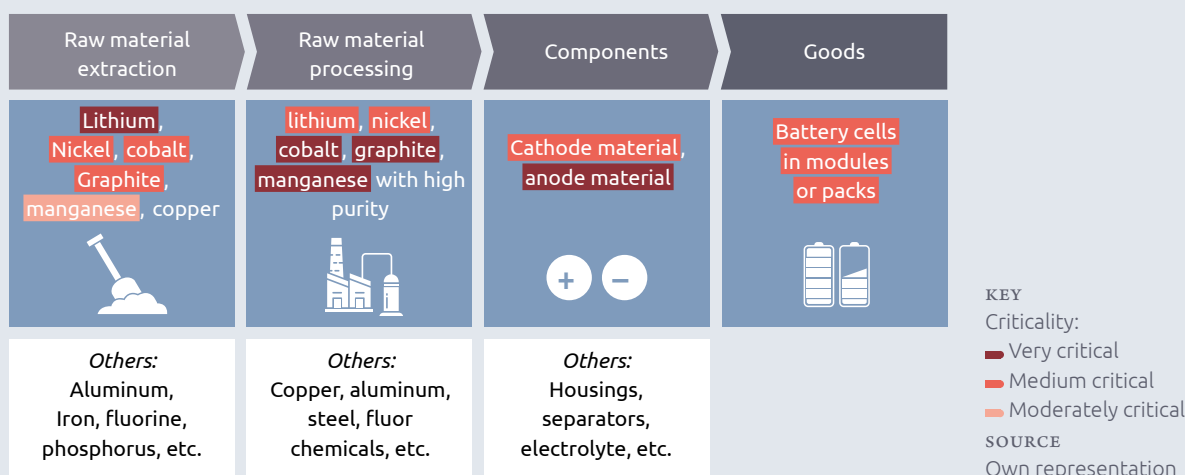 Raw material
extraction
Raw material
processing
Components
Goods
Lithium,
Nickel, cobalt,
Graphite,
manganese, copper
lithium, nickel,
cobalt, graphite,
manganese with high
purity
Cathode material,
anode material
Battery cells
in modules
or packs
+ −
Others:
Aluminum,
Iron, fluorine,
phosphorus, etc.
Others:
Copper, aluminum,
steel, fluor
chemicals, etc.
Others:
Housings,
separators,
electrolyte, etc.
KEY
Criticality:
Very critical
Medium critical
Moderately critical
SOURCE
Own representation